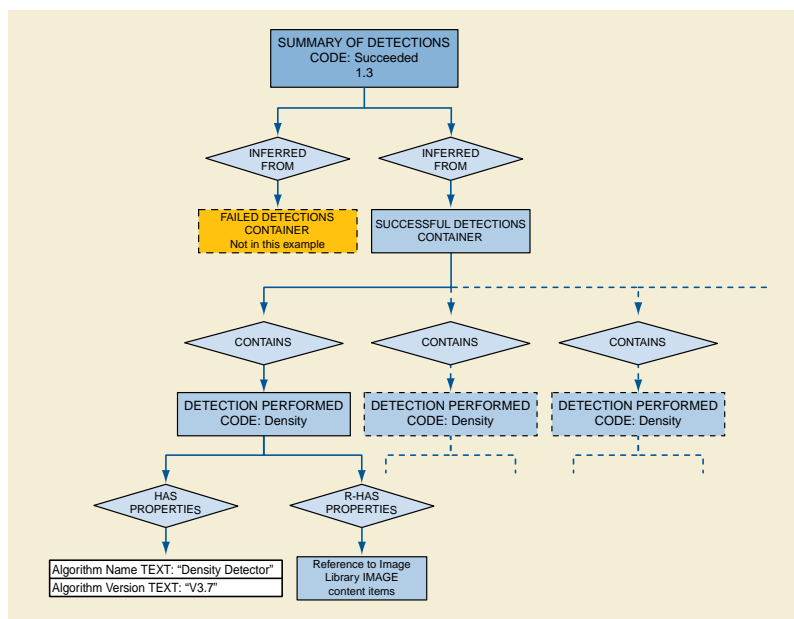 SUMMARY OF DETECTIONS
CODE: Succeeded
1.3
INFERRED
FROM
INFERRED
FROM
FAILED DETECTIONS
CONTAINER
Not in this example
SUCCESSFUL DETECTIONS
CONTAINER
CONTAINS
CONTAINS
CONTAINS
DETECTION PERFORMED
CODE: Density
DETECTION PERFORMED
CODE: Density
DETECTION PERFORMED
CODE: Density
HAS
PROPERTIES
R-HAS
PROPERTIES
Algorithm Name TEXT: “Density Detector”
Algorithm Version TEXT: “V3.7”
Reference to Image
Library IMAGE
content items